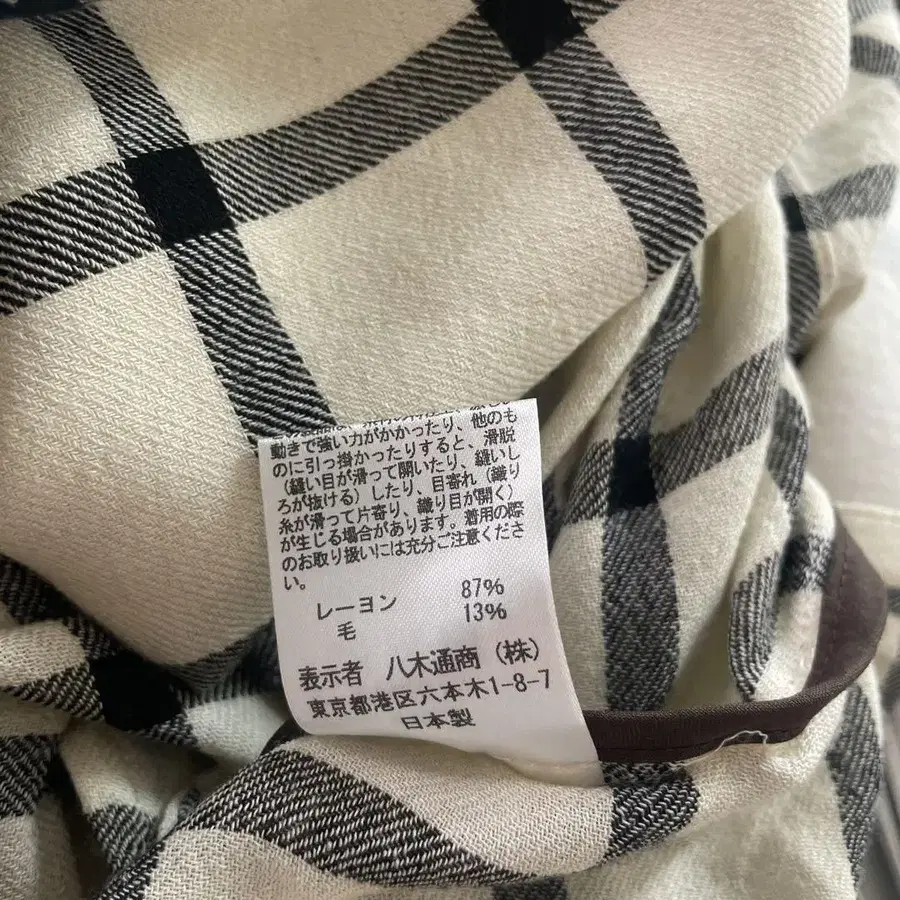 動きで強い力がかかったり、他のも
のに引っ掛かったりすると、滑脱
(縫い目が滑って開いたり、縫いし
ろが抜ける)したり、目寄れ(織り
糸が滑って片寄り、織り目が開く)
が生じる場合があります。着用の際
のお取り扱いには充分ご注意くださ
い。
レーヨン 87%
毛 13%
表示者 八木通商(株)
東京都港区六本木1-8-7
日本製